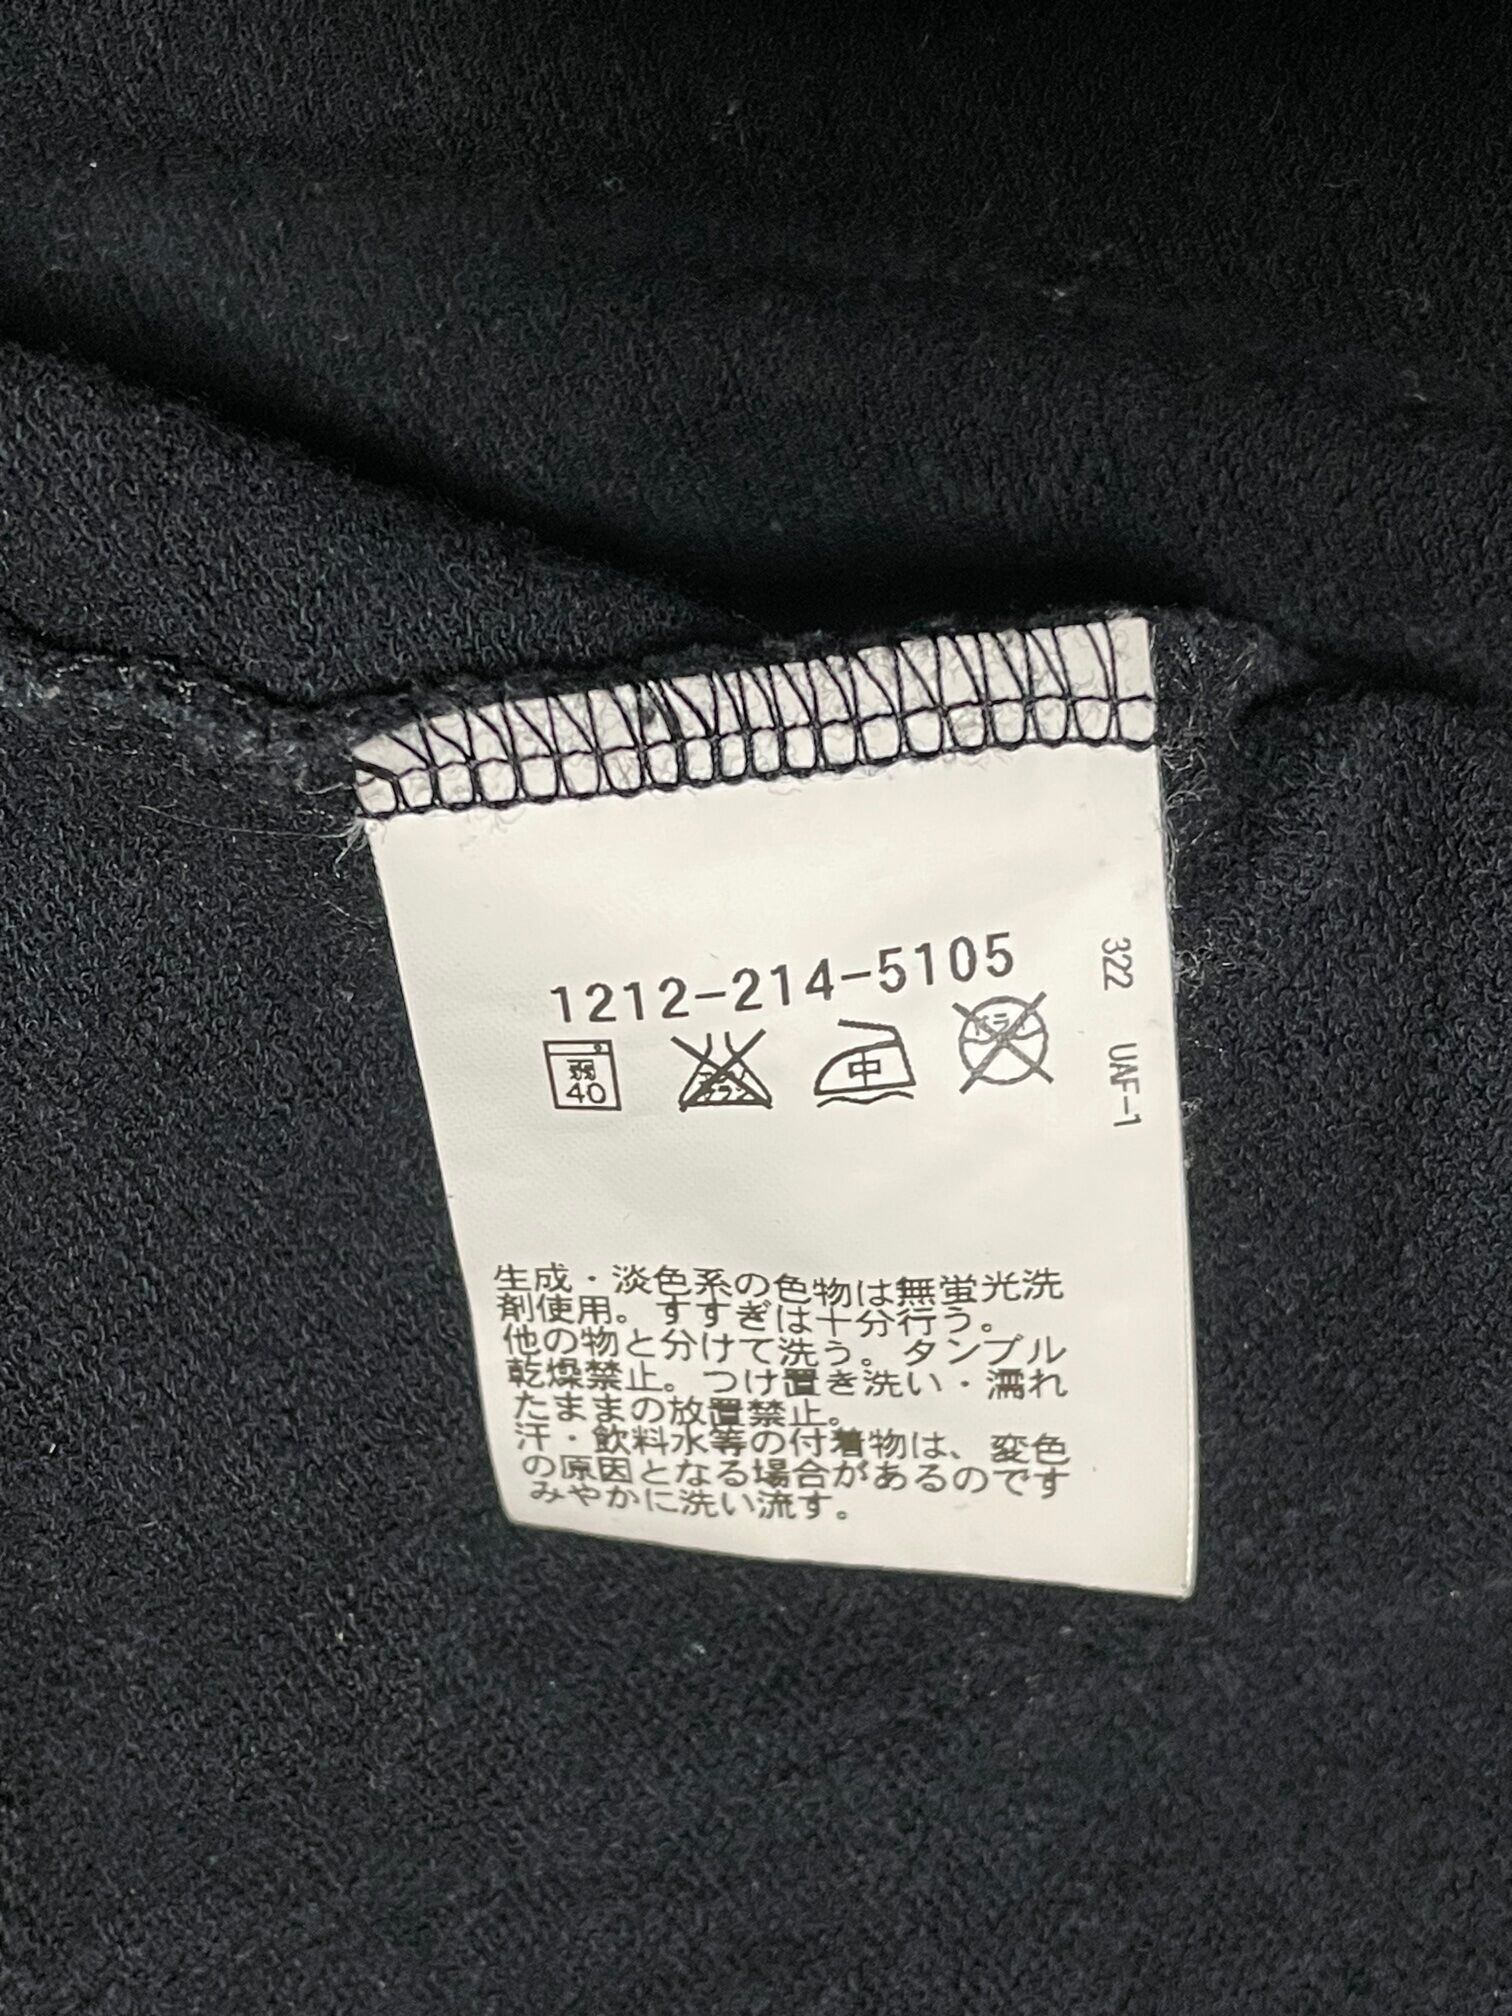 1212-214-5105
弱
40
中
ドライ
322 UAF-1
生成・淡色系の色物は無蛍光洗
剤使用。すすぎは十分行う。
他の物と分けて洗う。タンブル
乾燥禁止。つけ置き洗い・濡れ
たままの放置禁止。
汗・飲料水等の付着物は、変色
の原因となる場合があるのです
みやかに洗い流す。